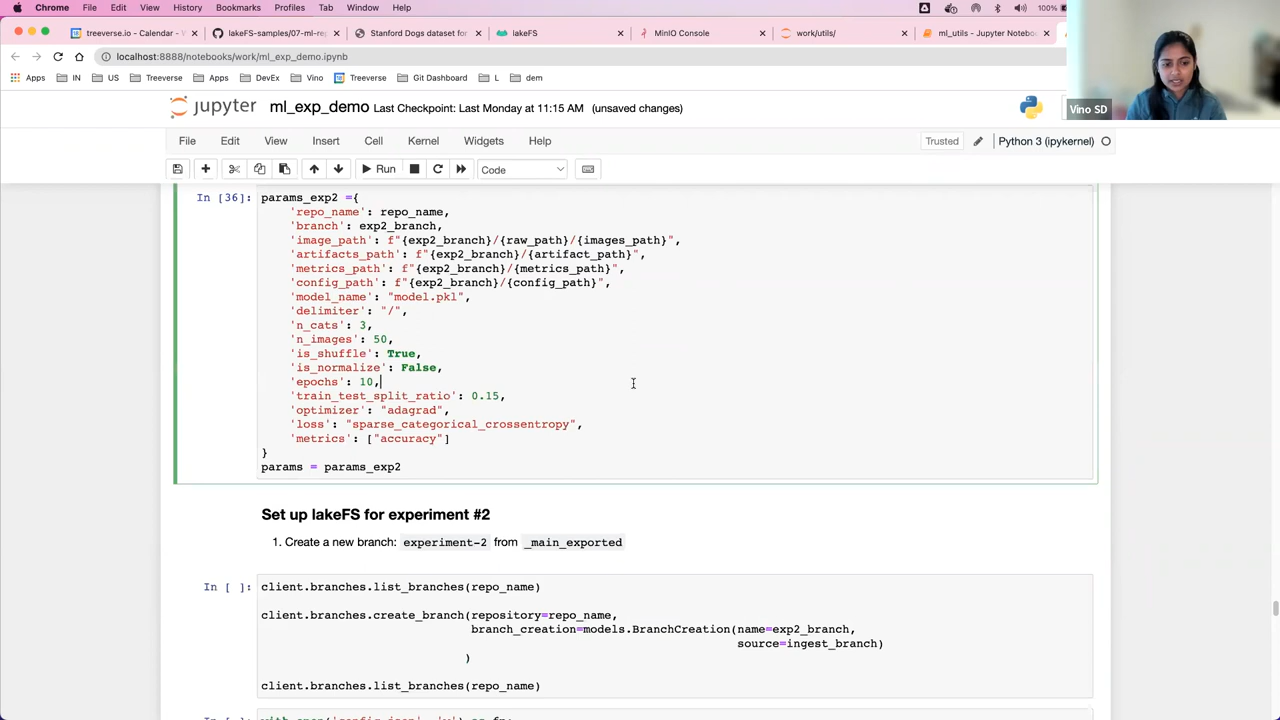 Chrome File Edit View History Bookmarks Profiles Tab Window Help 100%
treeverse.io - Calendar - W
lakeFS-samples/07-ml-rep
Stanford Dogs dataset for
lakeFS
MinIO Console
work/utils/
ml_utils - Jupyter Notebook
localhost:8888/notebooks/work/ml_exp_demo.ipynb
Apps IN US Treeverse Apps DevEx Vino Treeverse Git Dashboard L dem
Vino SD
jupyter ml_exp_demo Last Checkpoint: Last Monday at 11:15 AM (unsaved changes)
File Edit View Insert Cell Kernel Widgets Help
Trusted Python 3 (ipykernel)
Run Code
In [36]: params_exp2 ={
'repo_name': repo_name,
'branch': exp2_branch,
'image_path': f"{exp2_branch}/{raw_path}/{images_path}",
'artifacts_path': f"{exp2_branch}/{artifact_path}",
'metrics_path': f"{exp2_branch}/{metrics_path}",
'config_path': f"{exp2_branch}/{config_path}",
'model_name': "model.pkl",
'delimiter': "/",
'n_cats': 3,
'n_images': 50,
'is_shuffle': True,
'is_normalize': False,
'epochs': 10,
'train_test_split_ratio': 0.15,
'optimizer': "adagrad",
'loss': "sparse_categorical_crossentropy",
'metrics': ["accuracy"]
}
params = params_exp2
Set up lakeFS for experiment #2
1. Create a new branch: experiment-2 from _main_exported
In [ ]: client.branches.list_branches(repo_name)
client.branches.create_branch(repository=repo_name,
branch_creation=models.BranchCreation(name=exp2_branch,
source=ingest_branch)
)
client.branches.list_branches(repo_name)